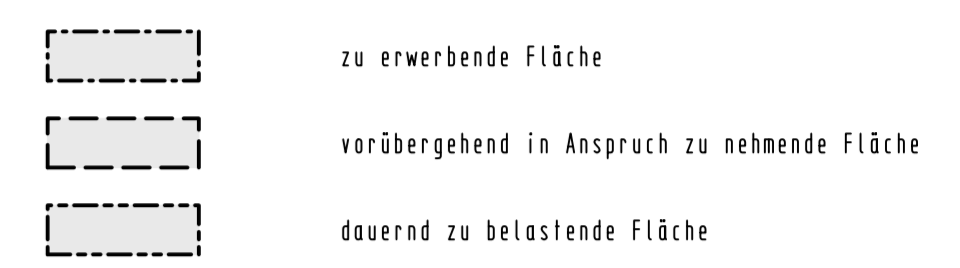 zu erwerbende Fläche
vorübergehend in Anspruch zu nehmende Fläche
dauernd zu belastende Fläche